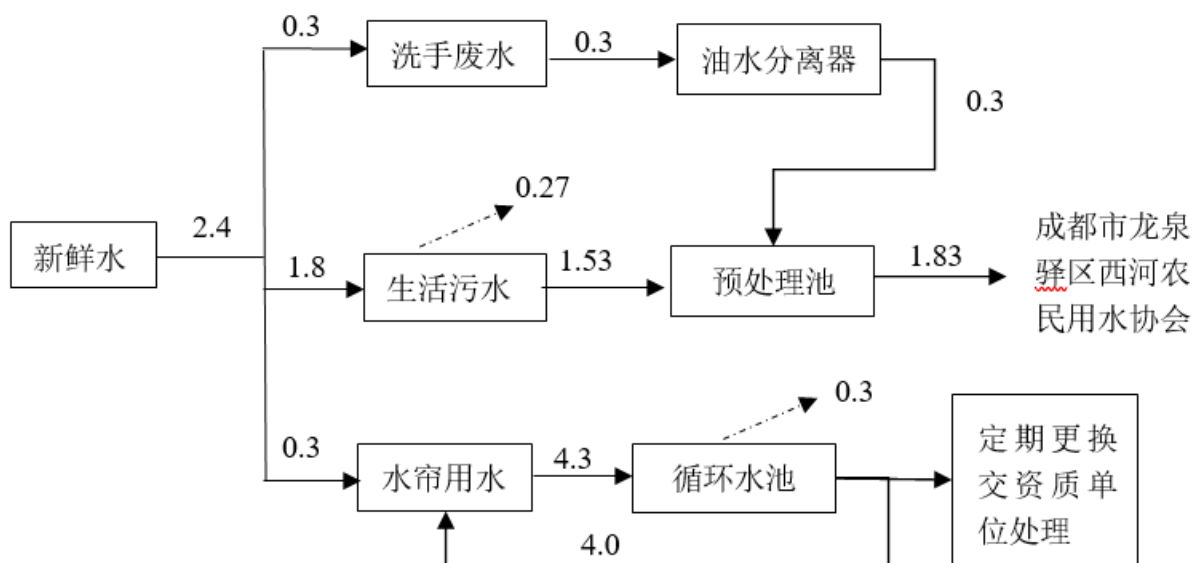 0.3
洗手废水
0.3
油水分离器
0.3
0.27
新鲜水
2.4
1.8
生活污水
1.53
预处理池
1.83
成都市龙泉
驿区西河农
民用水协会
0.3
0.3
水帘用水
4.3
循环水池
定期更换
交资质单
位处理
4.0